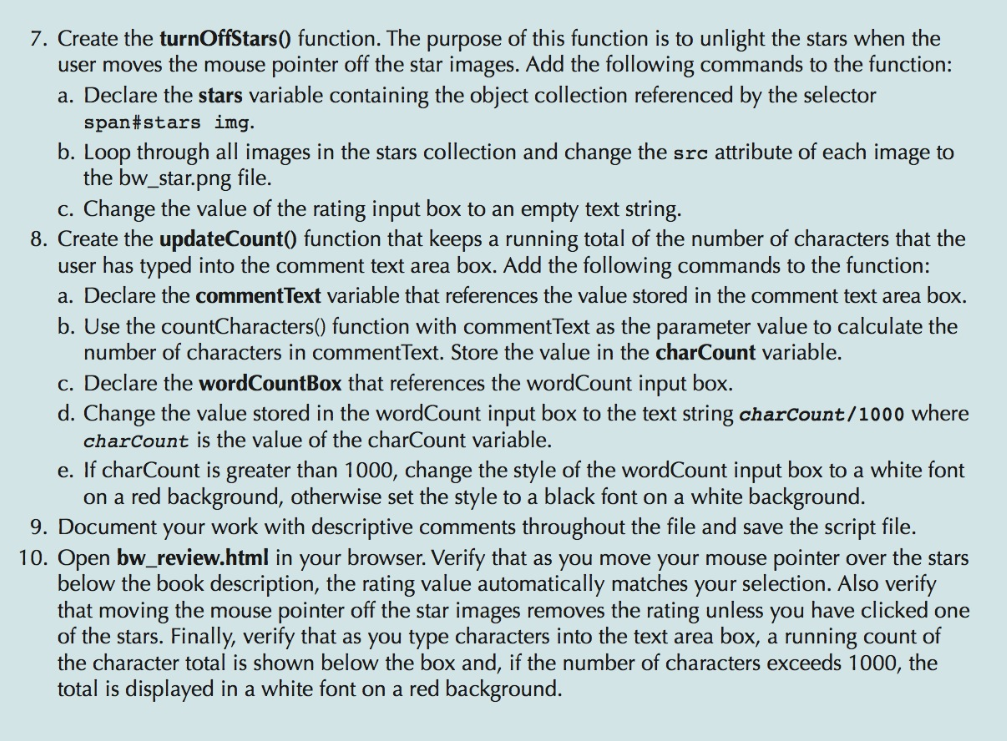 7. Create the turnOffStars() function. The purpose of this function is to unlight the stars when the
user moves the mouse pointer off the star images. Add the following commands to the function:
a. Declare the stars variable containing the object collection referenced by the selector
span#stars img.
b. Loop through all images in the stars collection and change the src attribute of each image to
the bw_star.png file.
c. Change the value of the rating input box to an empty text string.
8. Create the updateCount() function that keeps a running total of the number of characters that the
user has typed into the comment text area box. Add the following commands to the function:
a. Declare the commentText variable that references the value stored in the comment text area box.
b. Use the countCharacters() function with commentText as the parameter value to calculate the
number of characters in commentText. Store the value in the charCount variable.
c. Declare the wordCountBox that references the wordCount input box.
d. Change the value stored in the wordCount input box to the text string charCount/1000 where
charCount is the value of the charCount variable.
e. If charCount is greater than 1000, change the style of the wordCount input box to a white font
on a red background, otherwise set the style to a black font on a white background.
9. Document your work with descriptive comments throughout the file and save the script file.
10. Open bw_review.html in your browser. Verify that as you move your mouse pointer over the stars
below the book description, the rating value automatically matches your selection. Also verify
that moving the mouse pointer off the star images removes the rating unless you have clicked one
of the stars. Finally, verify that as you type characters into the text area box, a running count of
the character total is shown below the box and, if the number of characters exceeds 1000, the
total is displayed in a white font on a red background.